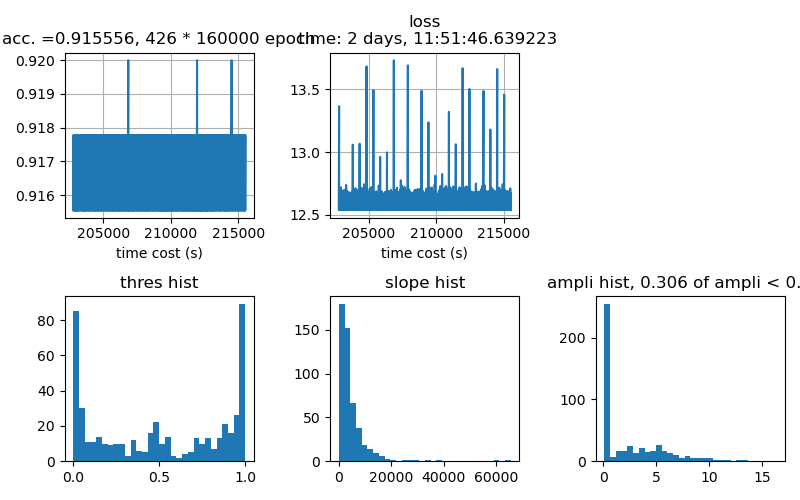 loss
acc. =0.915556, 426 * 160000 epoch
time: 2 days, 11:51:46.639223
0.920
0.919
0.918
0.917
0.916
205000 210000 215000
time cost (s)
13.5
13.0
12.5
205000 210000 215000
time cost (s)
thres hist
80
60
40
20
0
0.0 0.5 1.0
slope hist
150
100
50
0
0 20000 40000 60000
ampli hist, 0.306 of ampli < 0.
200
100
0
0 5 10 15